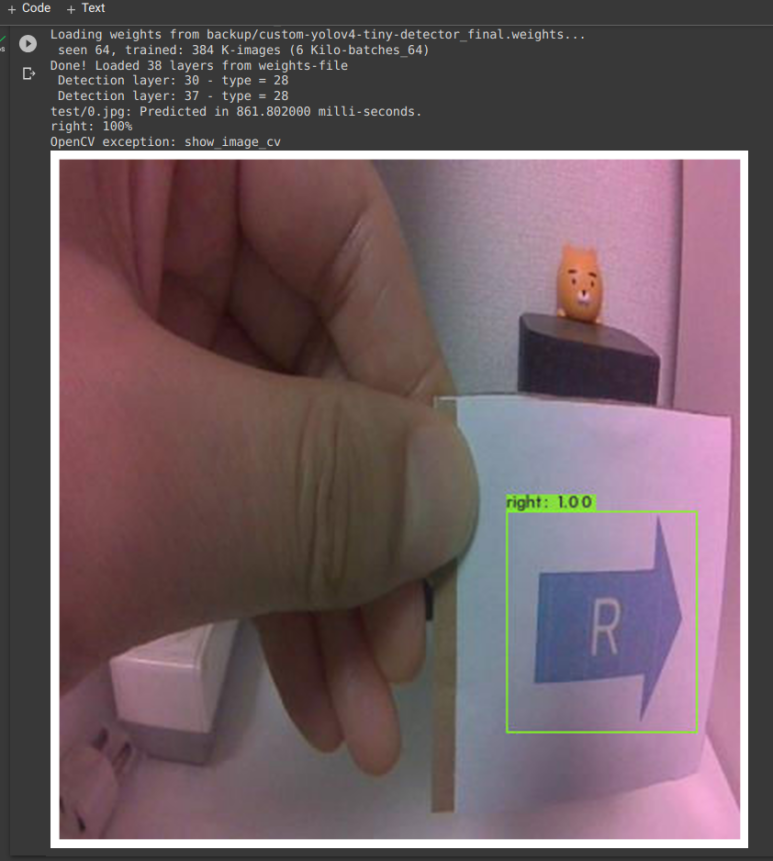 + Code + Text
Loading weights from backup/custom-yolov4-tiny-detector_final.weights...
seen 64, trained: 384 K-images (6 Kilo-batches_64)
Done! Loaded 38 layers from weights-file
Detection layer: 30 - type = 28
Detection layer: 37 - type = 28
test/0.jpg: Predicted in 861.802000 milli-seconds.
right: 100%
OpenCV exception: show_image_cv
right: 1.00
R